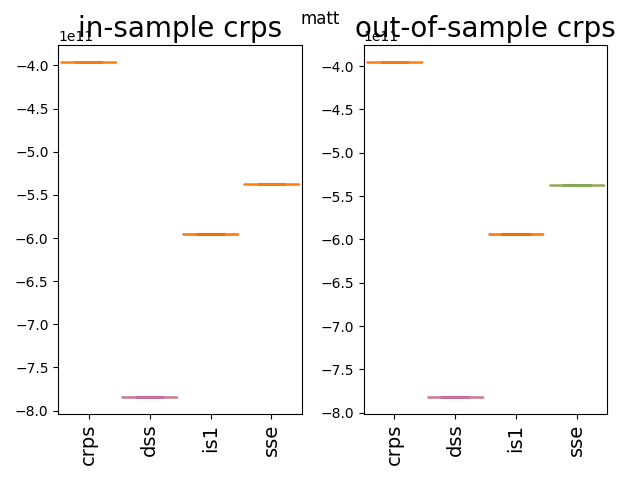 matt
in-sample crps
out-of-sample crps
1e11
1e11
−4.0
−4.5
−5.0
−5.5
−6.0
−6.5
−7.0
−7.5
−8.0
−4.0
−4.5
−5.0
−5.5
−6.0
−6.5
−7.0
−7.5
−8.0
crps
dss
is1
sse
crps
dss
is1
sse